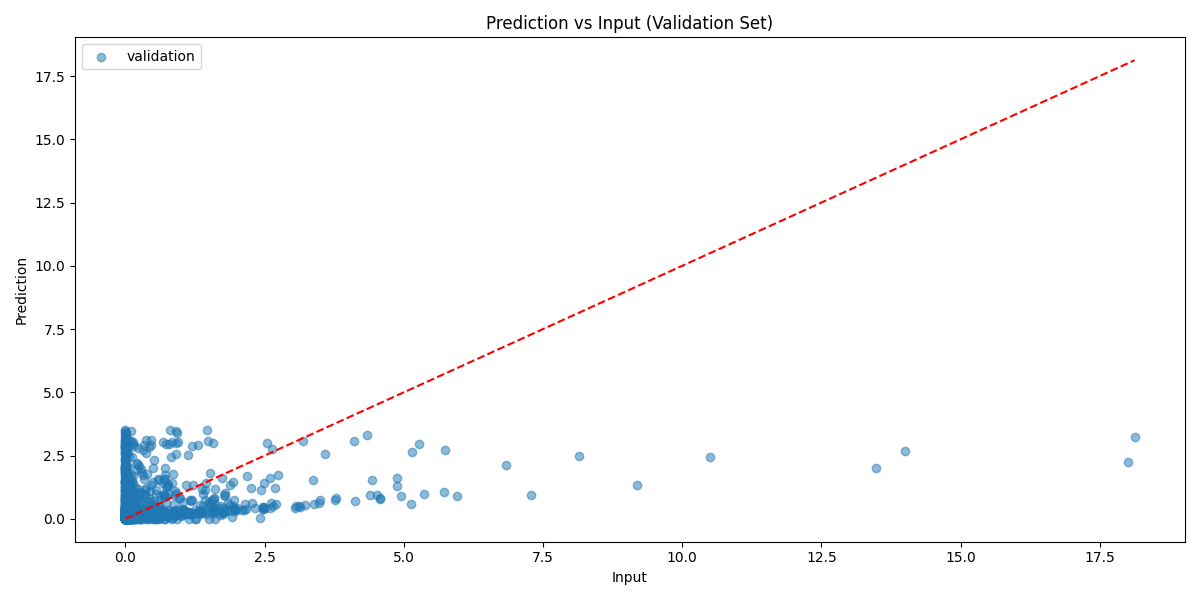 Prediction vs Input (Validation Set)
validation
17.5
15.0
12.5
10.0
7.5
5.0
2.5
0.0
Prediction
0.0 2.5 5.0 7.5 10.0 12.5 15.0 17.5
Input